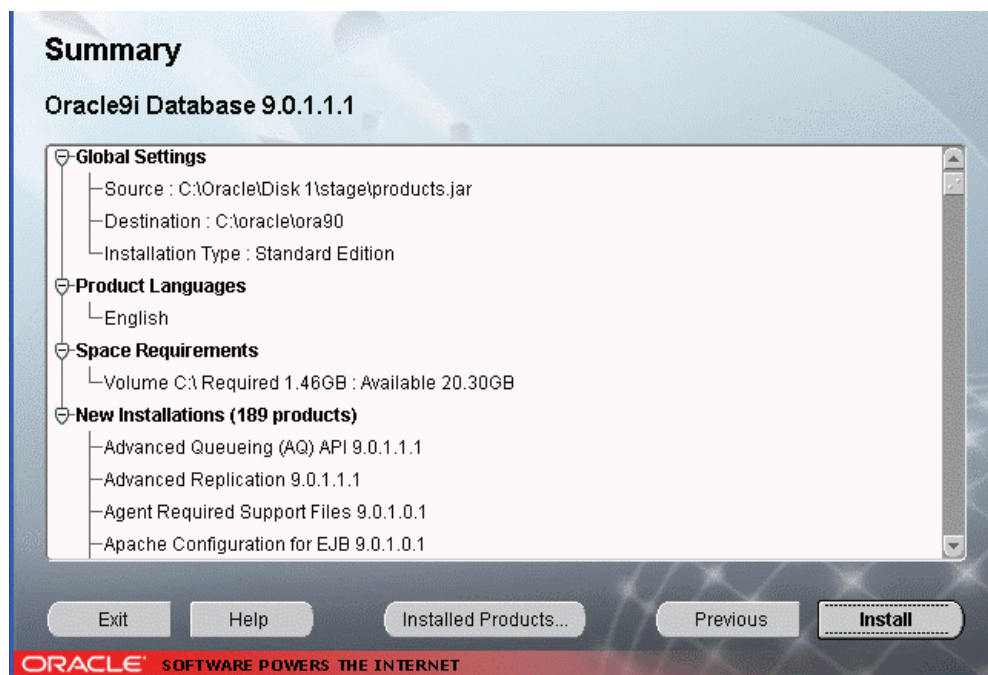 Summary
Oracle9i Database 9.0.1.1.1
Global Settings
Source : C:\Oracle\Disk 1\stage\products.jar
Destination : C:\oracle\ora90
Installation Type : Standard Edition
Product Languages
English
Space Requirements
Volume C:\ Required 1.46GB : Available 20.30GB
New Installations (189 products)
Advanced Queueing (AQ) API 9.0.1.1.1
Advanced Replication 9.0.1.1.1
Agent Required Support Files 9.0.1.0.1
Apache Configuration for EJB 9.0.1.0.1
Exit Help Installed Products... Previous Install
ORACLE SOFTWARE POWERS THE INTERNET